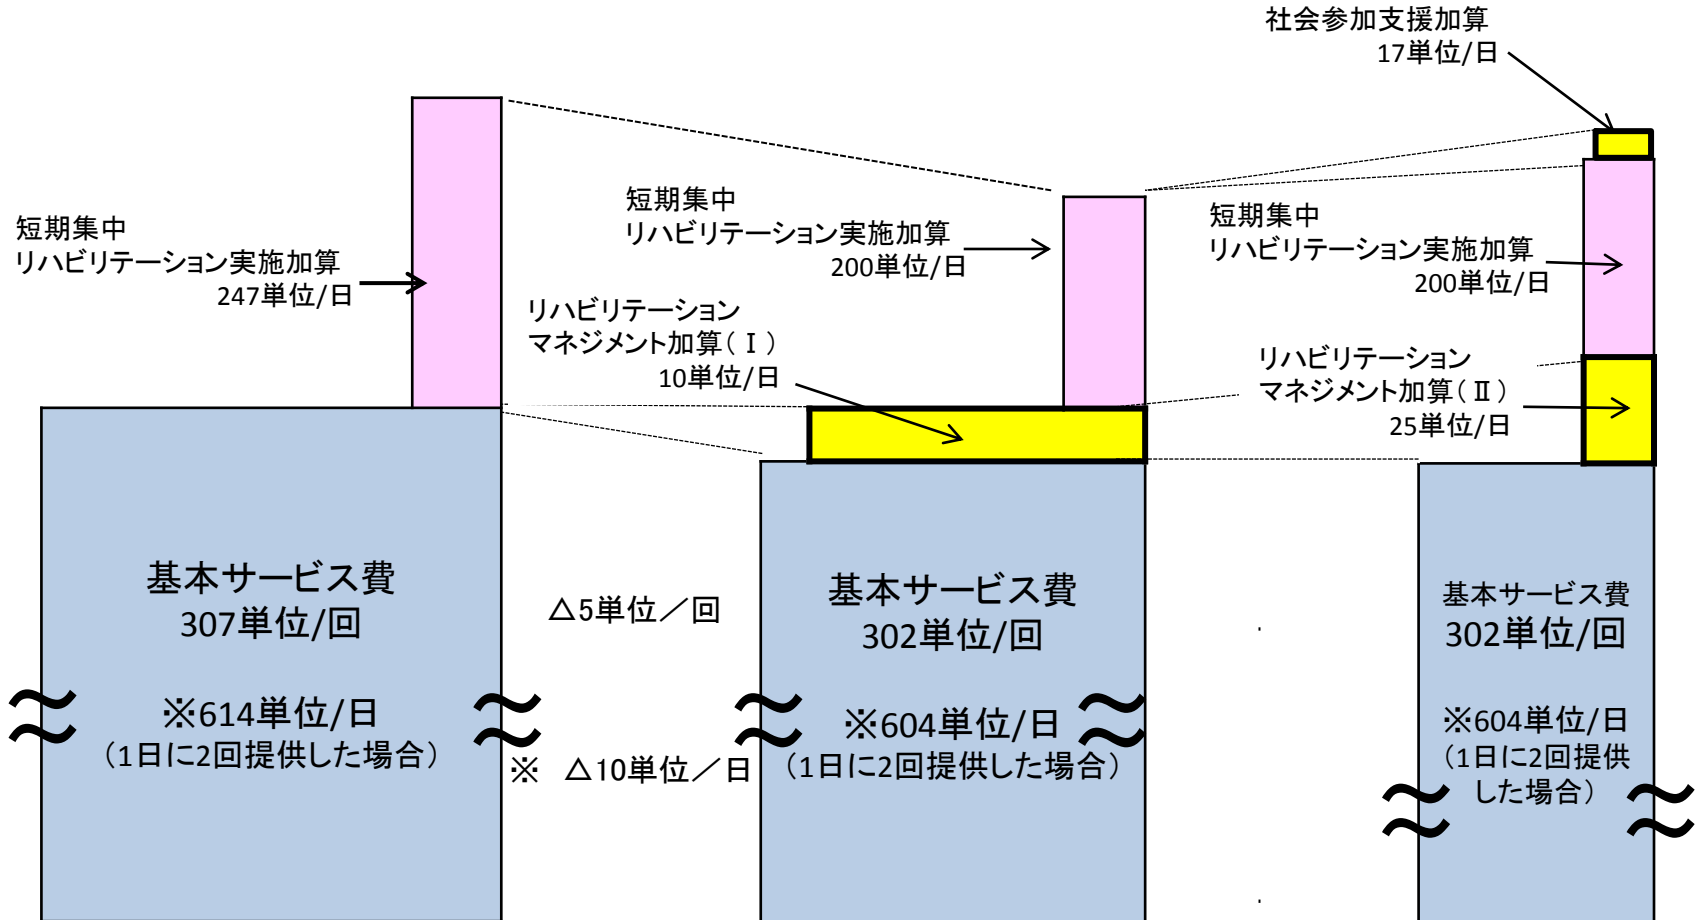 社会参加支援加算
17単位/日
短期集中
リハビリテーション実施加算
247単位/日
短期集中
リハビリテーション実施加算
200単位/日
短期集中
リハビリテーション実施加算
200単位/日
リハビリテーション
マネジメント加算(Ⅰ)
10単位/日
リハビリテーション
マネジメント加算(Ⅱ)
25単位/日
基本サービス費
307単位/回
※614単位/日
(1日に2回提供した場合)
△5単位/回
※ △10単位/日
基本サービス費
302単位/回
※604単位/日
(1日に2回提供した場合)
基本サービス費
302単位/回
※604単位/日
(1日に2回提供
した場合)